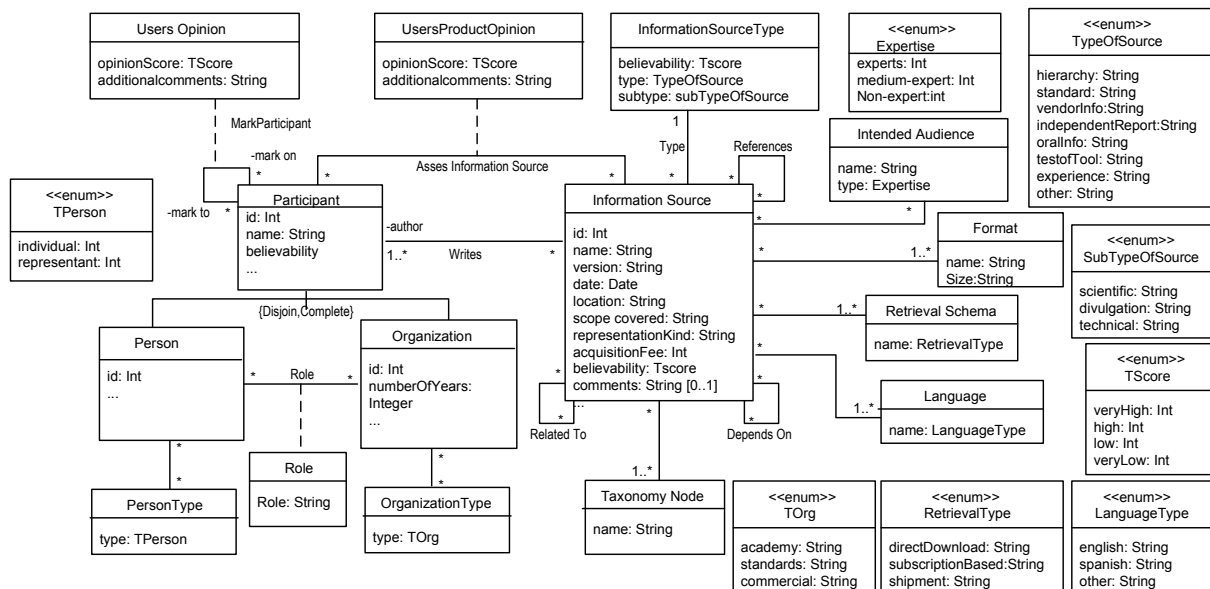 Users Opinion
opinionScore: TScore
additionalcomments: String
UsersProductOpinion
opinionScore: TScore
additionalcomments: String
InformationSourceType
believability: Tscore
type: TypeOfSource
subtype: subTypeOfSource
<<enum>>
Expertise
experts: Int
medium-expert: Int
Non-expert:int
<<enum>>
TypeOfSource
hierarchy: String
standard: String
vendorInfo:String
independentReport:String
oralInfo: String
testofTool: String
experience: String
other: String
MarkParticipant
-mark on
*
-mark to
*
Asses Information Source
*
*
1
Type
*
References
*
*
Intended Audience
name: String
type: Expertise
*
*
<<enum>>
TPerson
individual: Int
representant: Int
Participant
id: Int
name: String
believability
...
-author
1..*
Writes
*
Information Source
id: Int
name: String
version: String
date: Date
location: String
scope covered: String
representationKind: String
acquisitionFee: Int
believability: Tscore
comments: String [0..1]
...
*
1..*
Format
name: String
Size:String
<<enum>>
SubTypeOfSource
scientific: String
divulgation: String
technical: String
{Disjoin,Complete}
Person
id: Int
...
*
Role
*
Organization
id: Int
numberOfYears:
Integer
...
*
1..*
Retrieval Schema
name: RetrievalType
*
1..*
Language
name: LanguageType
<<enum>>
TScore
veryHigh: Int
high: Int
low: Int
veryLow: Int
*
*
Related To
*
*
Depends On
*
1..*
*
*
PersonType
type: TPerson
Role
Role: String
*
*
OrganizationType
type: TOrg
Taxonomy Node
name: String
<<enum>>
TOrg
academy: String
standards: String
commercial: String
<<enum>>
RetrievalType
directDownload: String
subscriptionBased:String
shipment: String
<<enum>>
LanguageType
english: String
spanish: String
other: String